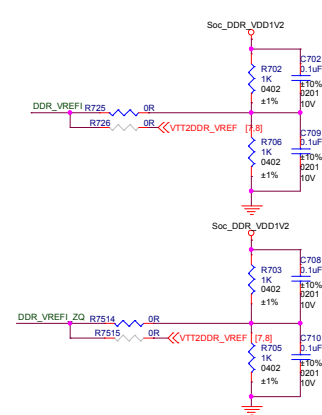 Soc_DDR_VDD1V2
C702
0.1uF
±10%
0201
10V
R702
1K
0402
±1%
DDR_VREFI
R725
0R
R726
0R
VTT2DDR_VREF [7,8]
C709
0.1uF
±10%
0201
10V
R706
1K
0402
±1%
Soc_DDR_VDD1V2
C708
0.1uF
±10%
0201
10V
R703
1K
0402
±1%
DDR_VREFI_ZQ
R7514
0R
R7515
0R
VTT2DDR_VREF [7,8]
C710
0.1uF
±10%
0201
10V
R705
1K
0402
±1%